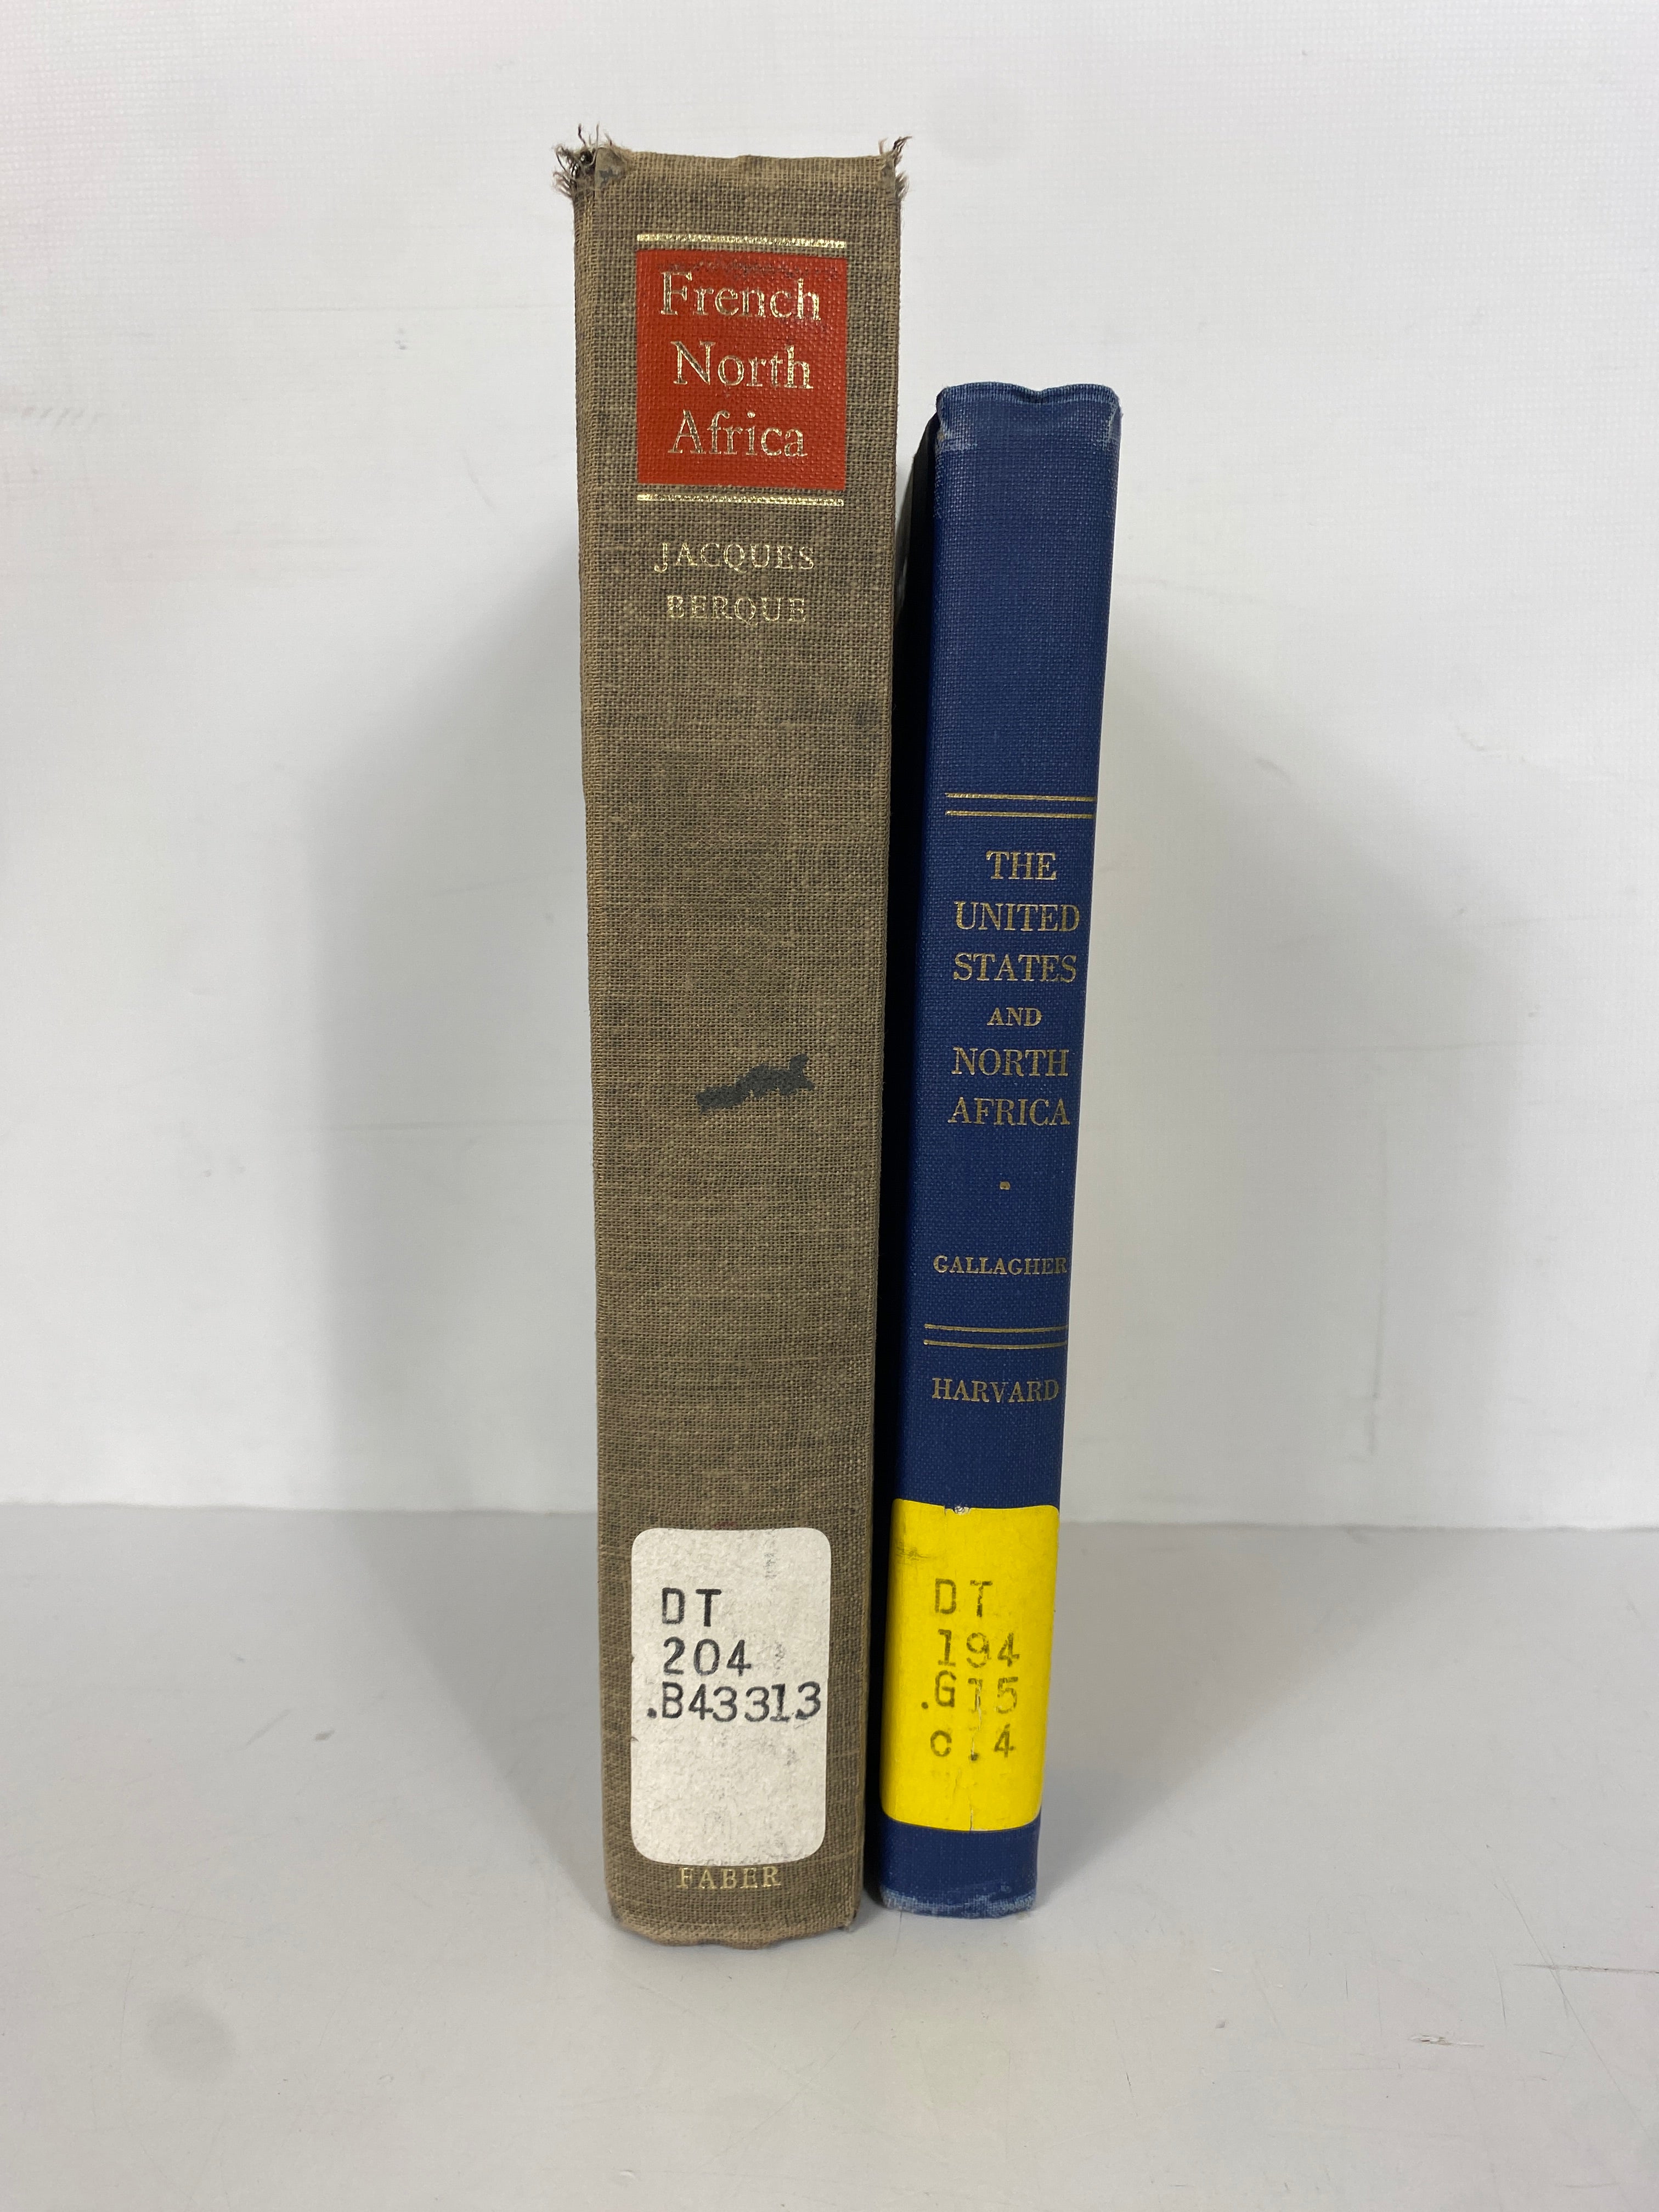 French
North
Africa
JACQUES
BERQUE
DT
204
.B43313
FABER
THE
UNITED
STATES
AND
NORTH
AFRICA
GALLAGHER
HARVARD
DT
194
.G15
c.4